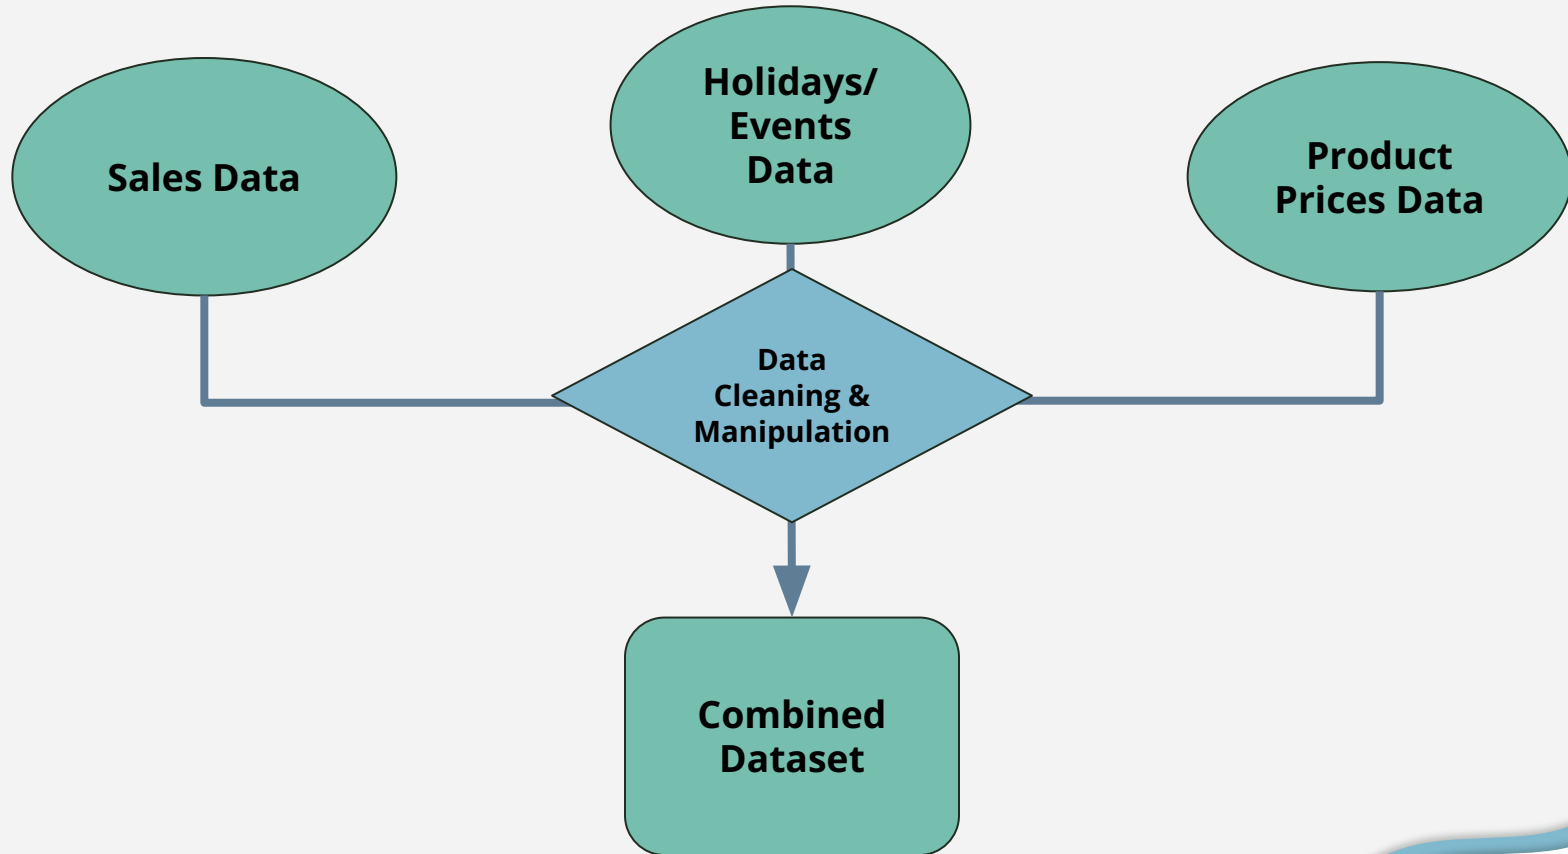 Sales Data
Holidays/
Events
Data
Product
Prices Data
Data
Cleaning &
Manipulation
Combined
Dataset